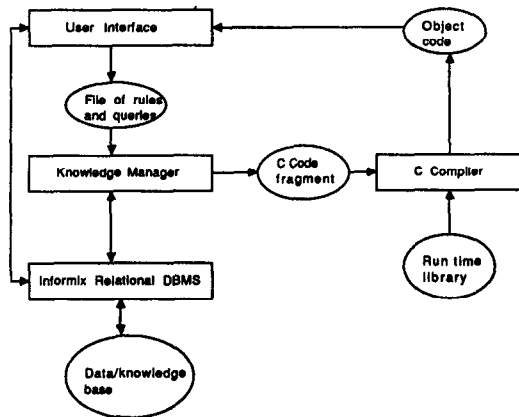 User Interface
Object
code
File of rules
and queries
Knowledge Manager
C Code
fragment
C Compiler
Informix Relational DBMS
Run time
library
Data/knowledge
base